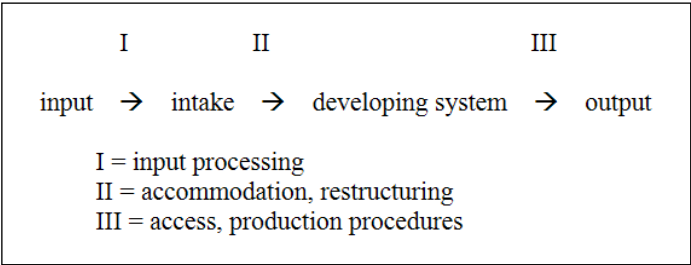 I II III
input → intake → developing system → output
I = input processing
II = accommodation, restructuring
III = access, production procedures